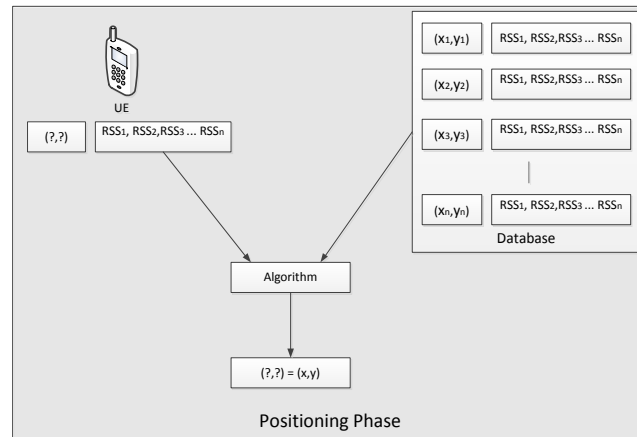 UE
(?,?) RSS₁, RSS₂,RSS₃ ... RSSₙ
(x₁,y₁) RSS₁, RSS₂,RSS₃ ... RSSₙ
(x₂,y₂) RSS₁, RSS₂,RSS₃ ... RSSₙ
(x₃,y₃) RSS₁, RSS₂,RSS₃ ... RSSₙ
(xₙ,yₙ) RSS₁, RSS₂,RSS₃ ... RSSₙ
Database
Algorithm
(?,?) = (x,y)
Positioning Phase